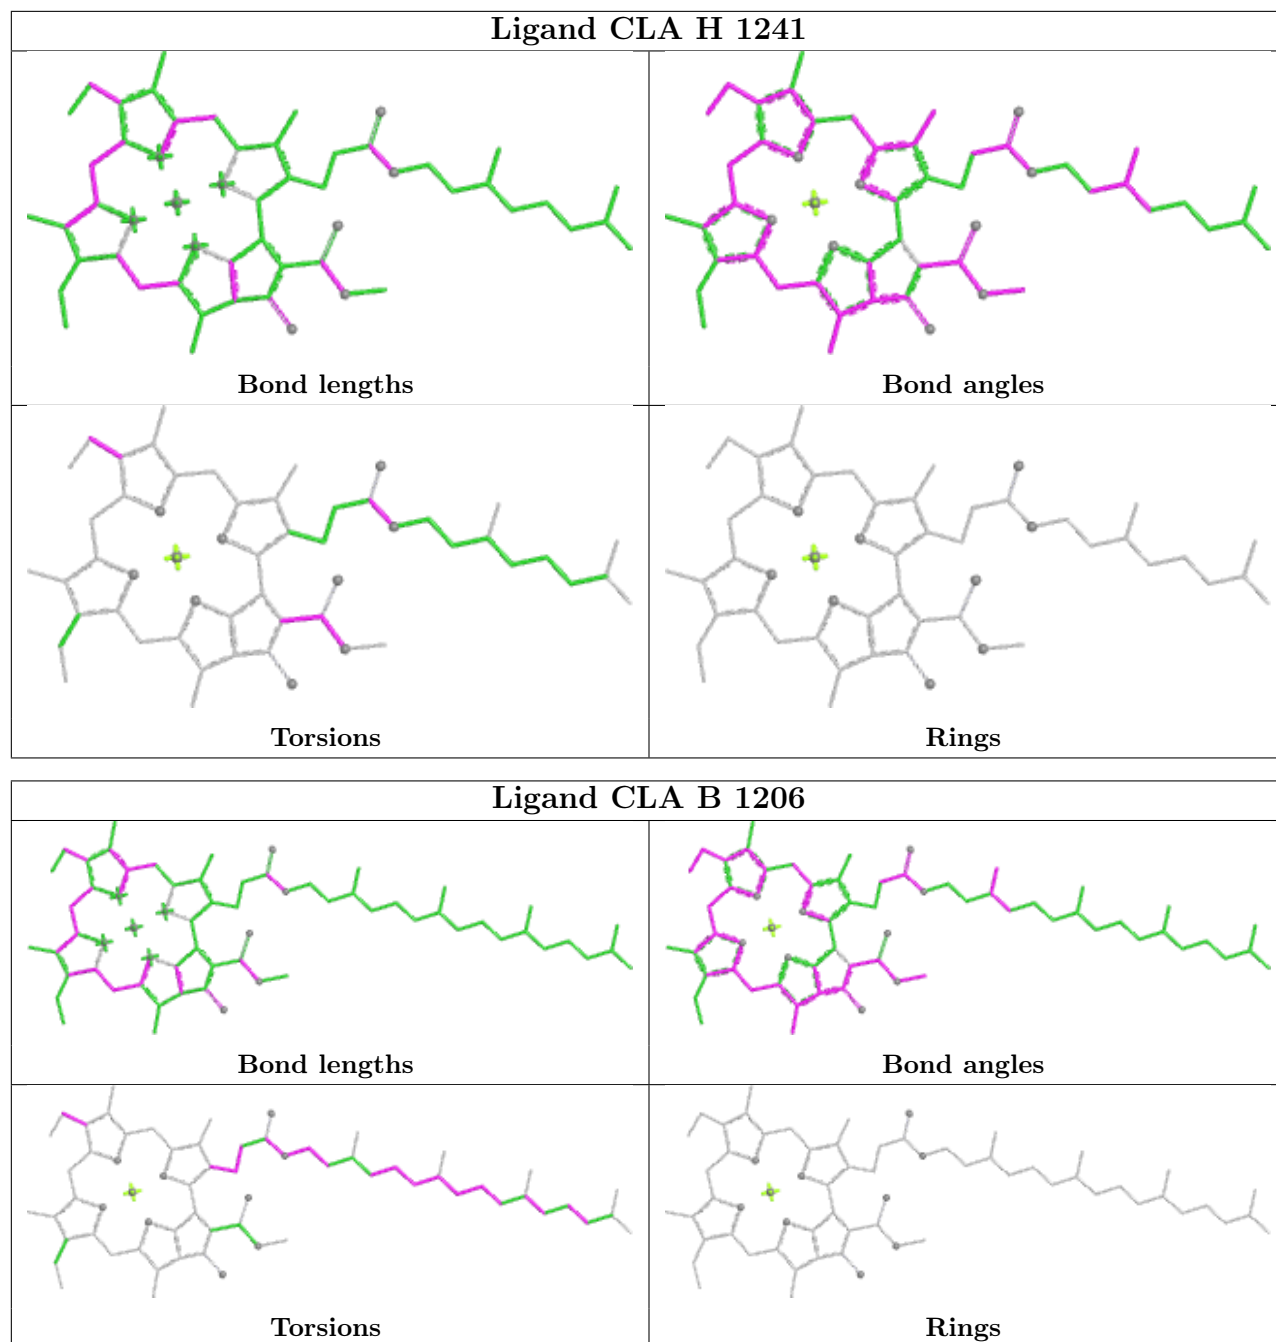 Ligand CLA H 1241
Bond lengths
Bond angles
Torsions
Rings
Ligand CLA B 1206
Bond lengths
Bond angles
Torsions
Rings